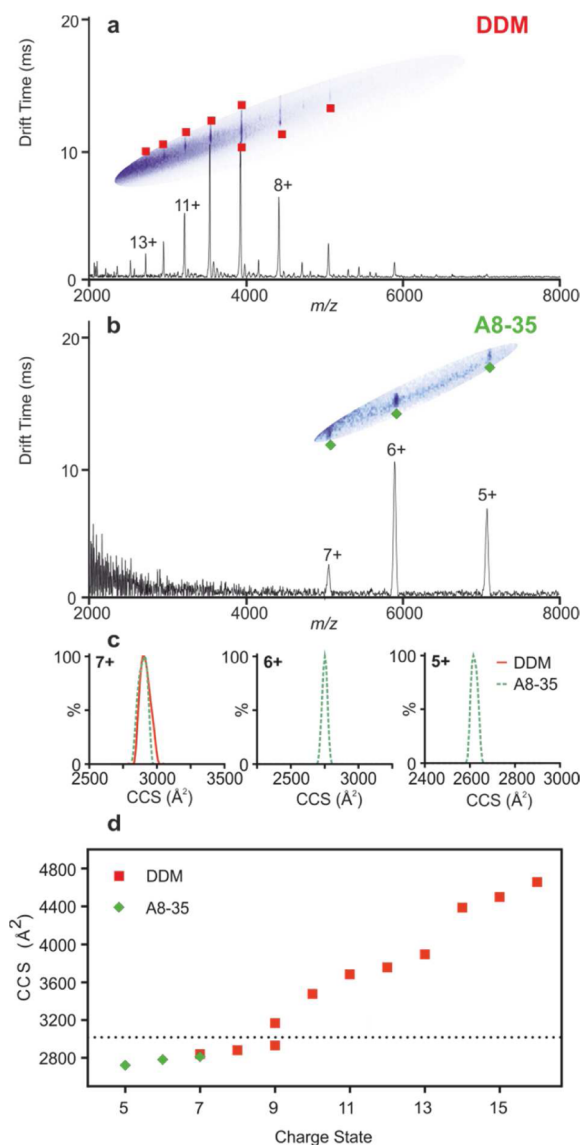 a
DDM
Drift Time (ms)
20
10
0
13+
11+
8+
2000 4000 6000 8000
m/z
b
A8-35
Drift Time (ms)
20
10
0
7+
6+
5+
2000 4000 6000 8000
m/z
c
7+
%
100
0
2500 3000 3500
CCS (Å²)
6+
%
100
0
2500 3000
CCS (Å²)
5+
DDM
A8-35
%
100
0
2400 2600 2800 3000
CCS (Å²)
d
DDM
A8-35
CCS (Å²)
4800
4400
4000
3600
3200
2800
5 7 9 11 13 15
Charge State